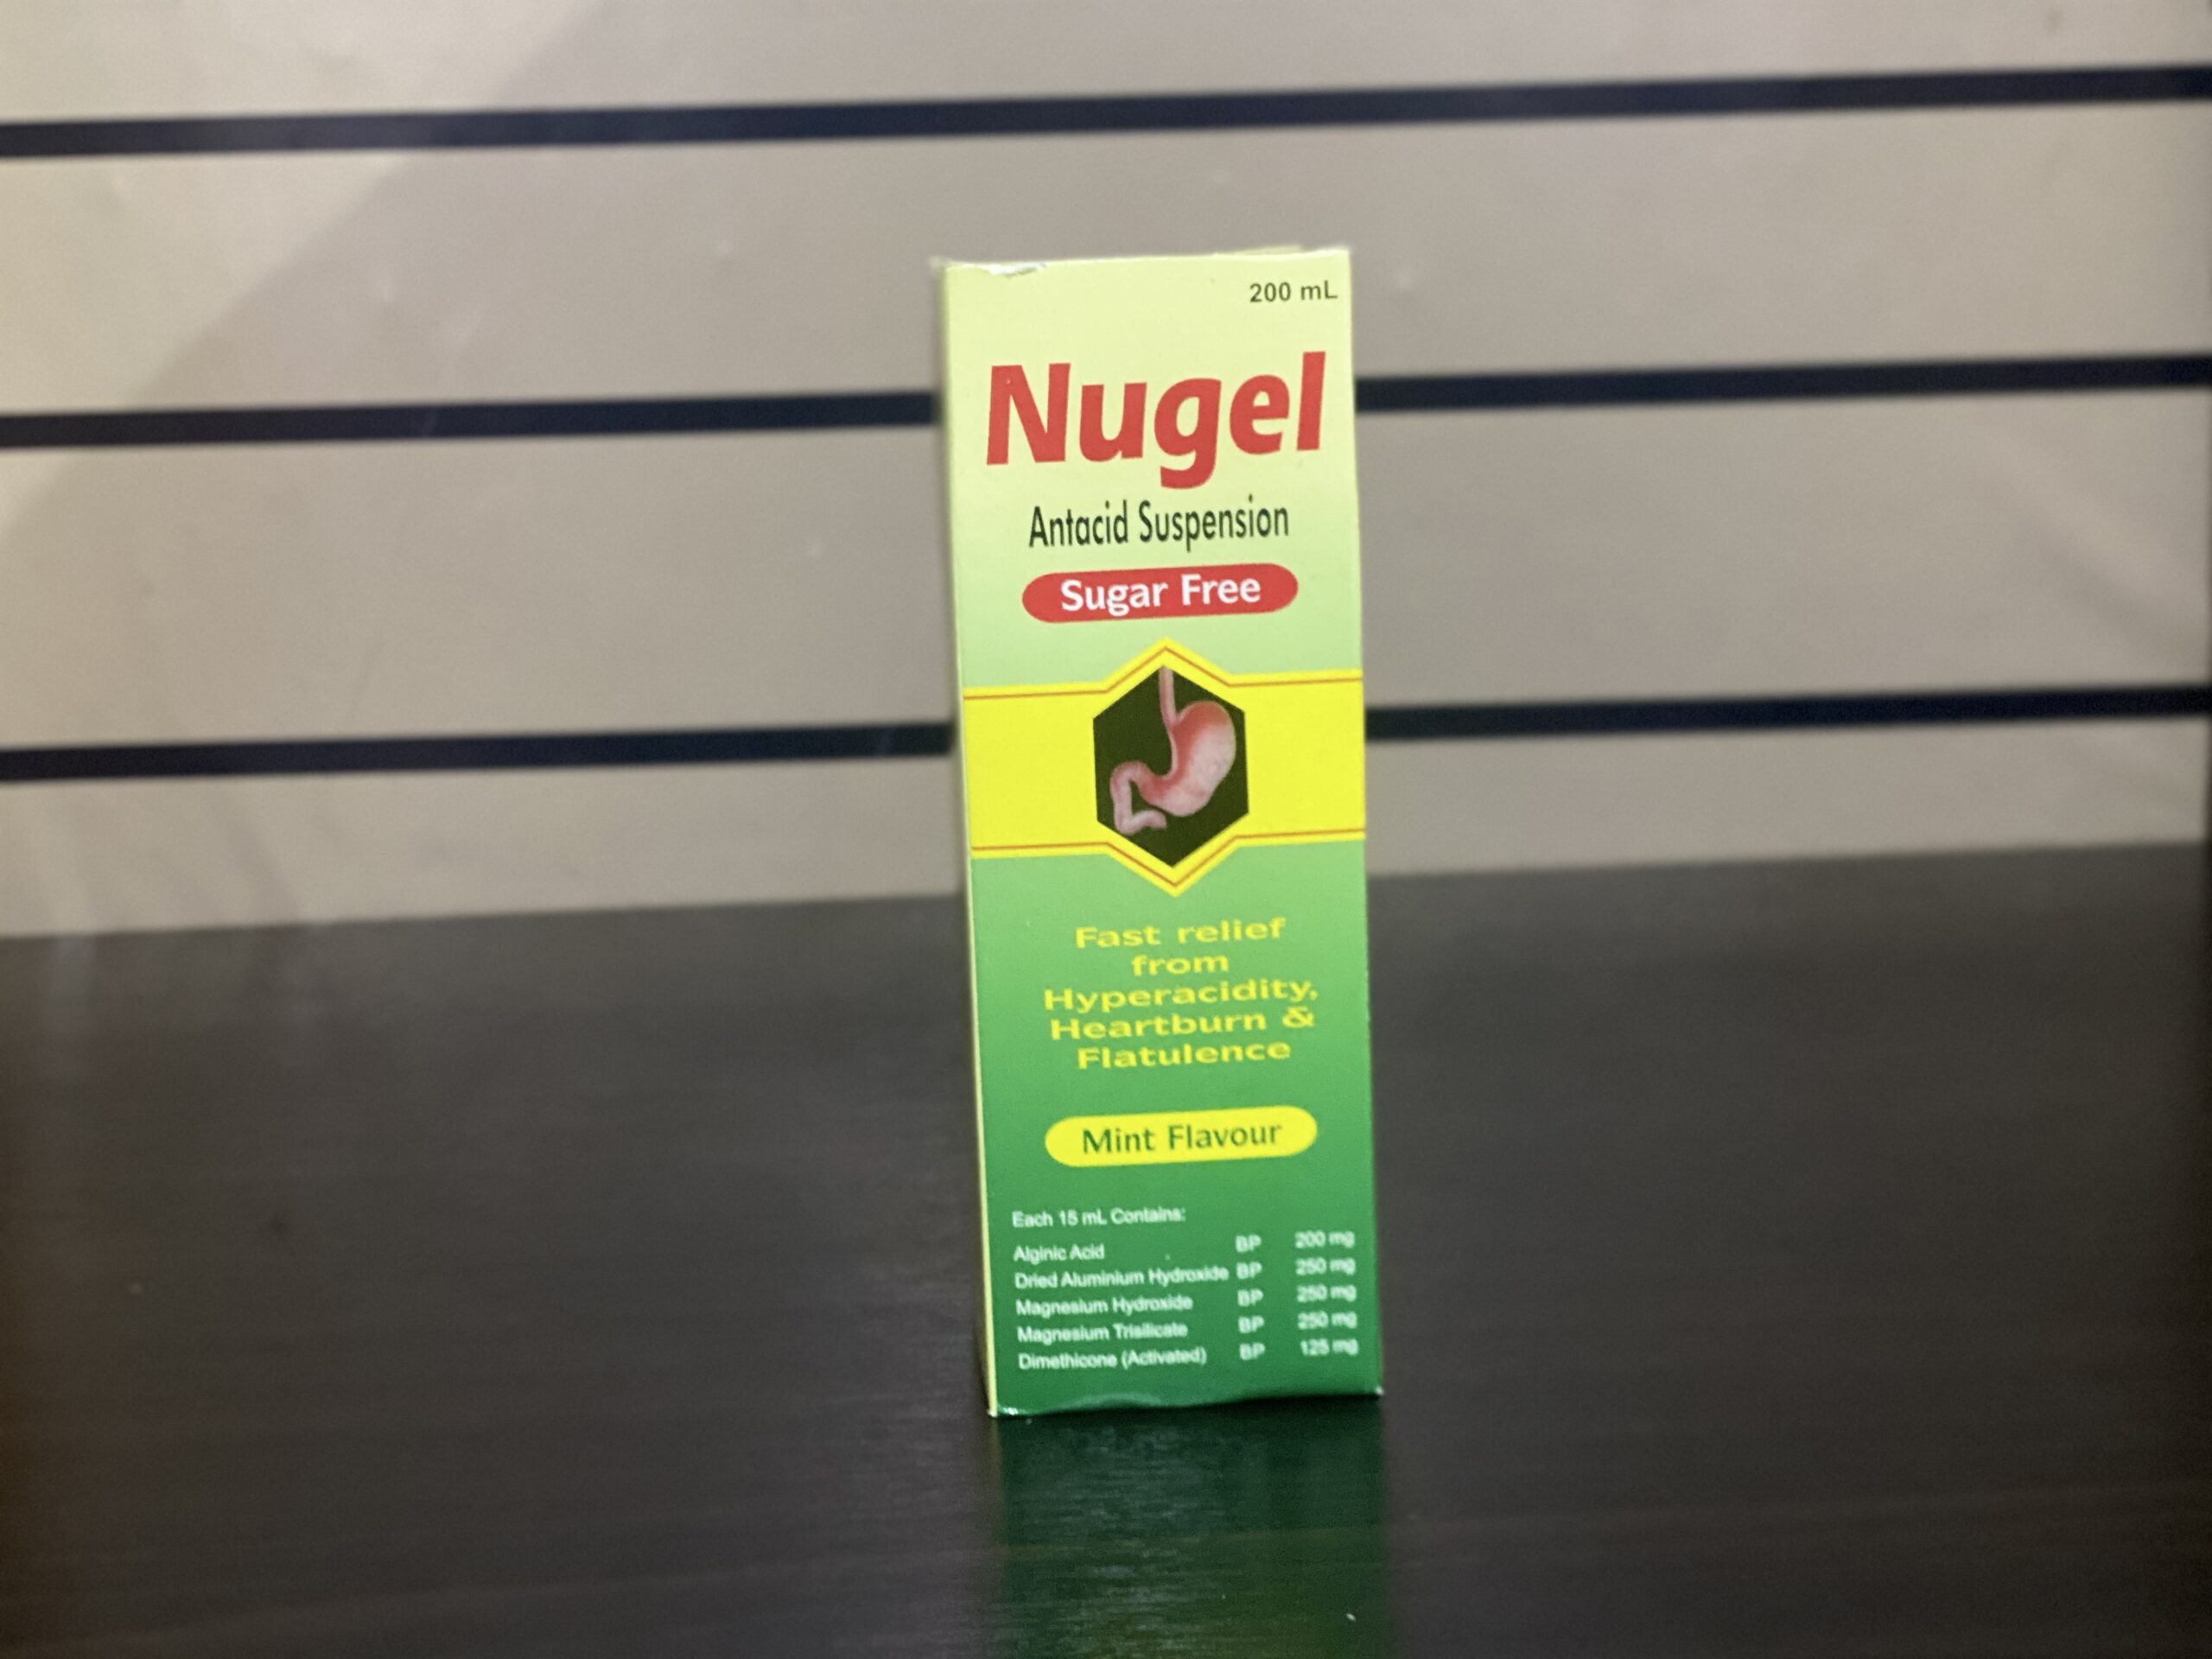 200 mL
Nugel
Antacid Suspension
Sugar Free
Fast relief
from
Hyperacidity,
Heartburn &
Flatulence
Mint Flavour
Each 15 mL Contains:
Alginic Acid BP 200 mg
Dried Aluminium Hydroxide BP 250 mg
Magnesium Hydroxide BP 250 mg
Magnesium Trisilicate BP 250 mg
Dimethicone (Activated) BP 125 mg